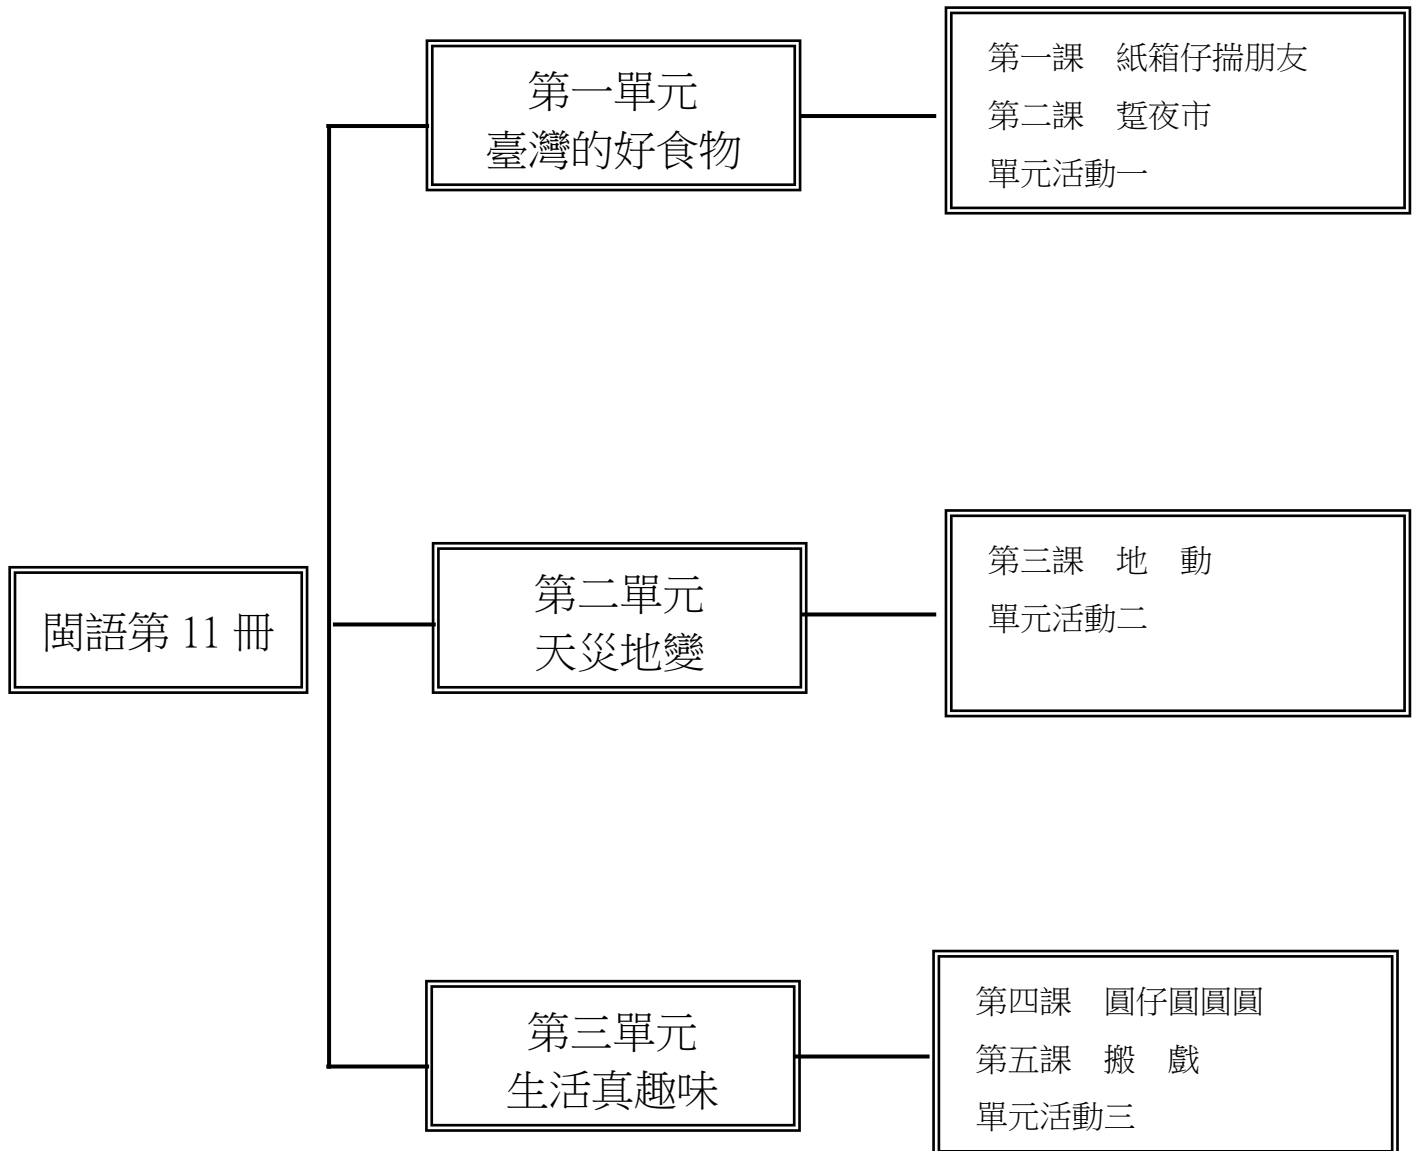 閩語第 11 冊
第一單元
臺灣的好食物
第一課　紙箱仔揣朋友
第二課　踅夜市
單元活動一
第二單元
天災地變
第三課　地　動
單元活動二
第三單元
生活真趣味
第四課　圓仔圓圓圓
第五課　搬　戲
單元活動三